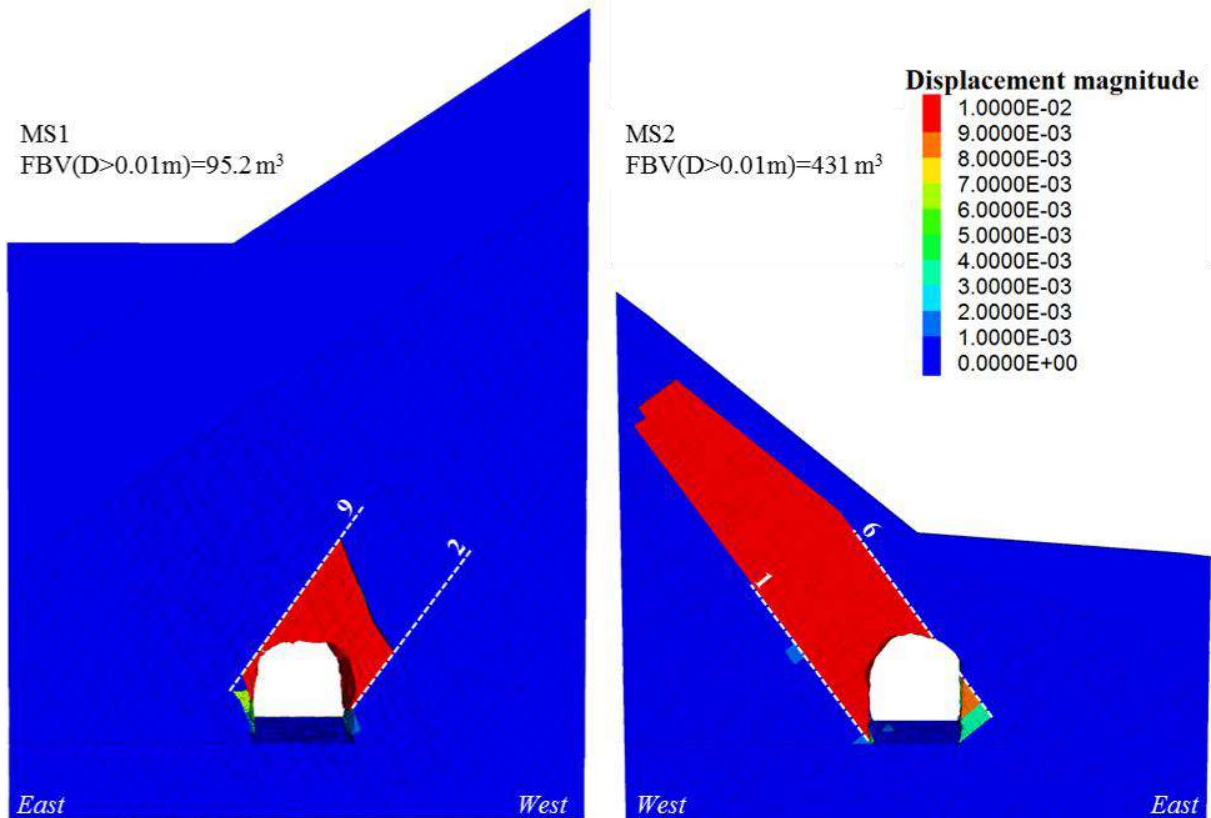 MS1
FBV(D>0.01m)=95.2 m³
MS2
FBV(D>0.01m)=431 m³
Displacement magnitude
1.0000E-02
9.0000E-03
8.0000E-03
7.0000E-03
6.0000E-03
5.0000E-03
4.0000E-03
3.0000E-03
2.0000E-03
1.0000E-03
0.0000E+00
9
2
1
6
East
West
West
East